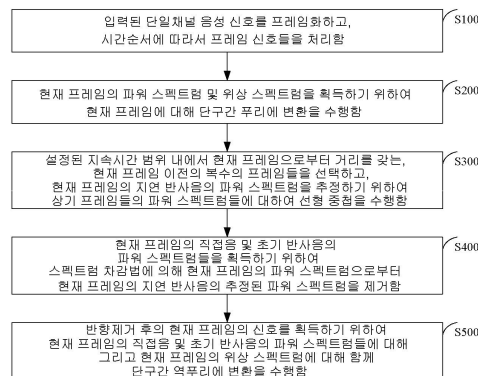 입력된 단일채널 음성 신호를 프레임화하고,
시간순서에 따라서 프레임 신호들을 처리함
S100
현재 프레임의 파워 스펙트럼 및 위상 스펙트럼을 획득하기 위하여
현재 프레임에 대해 단구간 푸리에 변환을 수행함
S200
설정된 지속시간 범위 내에서 현재 프레임으로부터 거리를 갖는,
현재 프레임 이전의 복수의 프레임들을 선택하고,
현재 프레임의 지연 반사음의 파워 스펙트럼을 추정하기 위하여
상기 프레임들의 파워 스펙트럼들에 대하여 선형 중첩을 수행함
S300
현재 프레임의 직접음 및 초기 반사음의
파워 스펙트럼들을 획득하기 위하여
스펙트럼 차감법에 의해 현재 프레임의 파워 스펙트럼으로부터
현재 프레임의 지연 반사음의 추정된 파워 스펙트럼을 제거함
S400
반향제거 후의 현재 프레임의 신호를 획득하기 위하여
현재 프레임의 직접음 및 초기 반사음의 파워 스펙트럼들에 대해
그리고 현재 프레임의 위상 스펙트럼에 대해 함께
단구간 역푸리에 변환을 수행함
S500